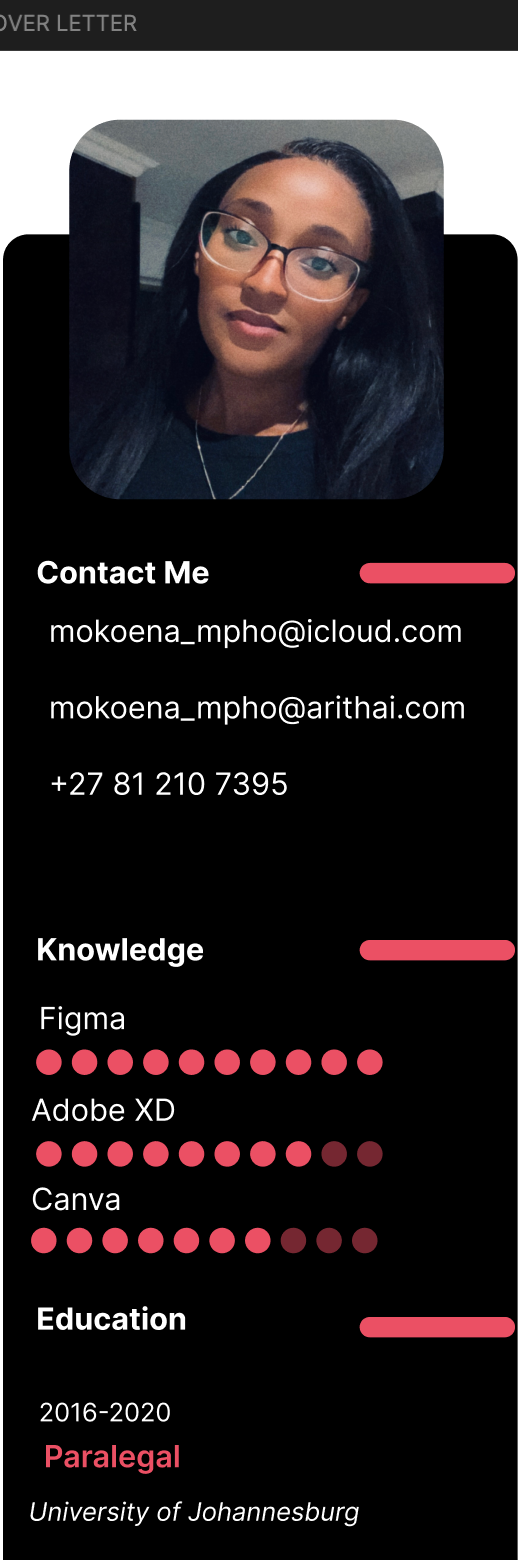 OVER LETTER
Contact Me
mokoena_mpho@icloud.com
mokoena_mpho@arithai.com
+27 81 210 7395
Knowledge
Figma
Adobe XD
Canva
Education
2016-2020
Paralegal
University of Johannesburg